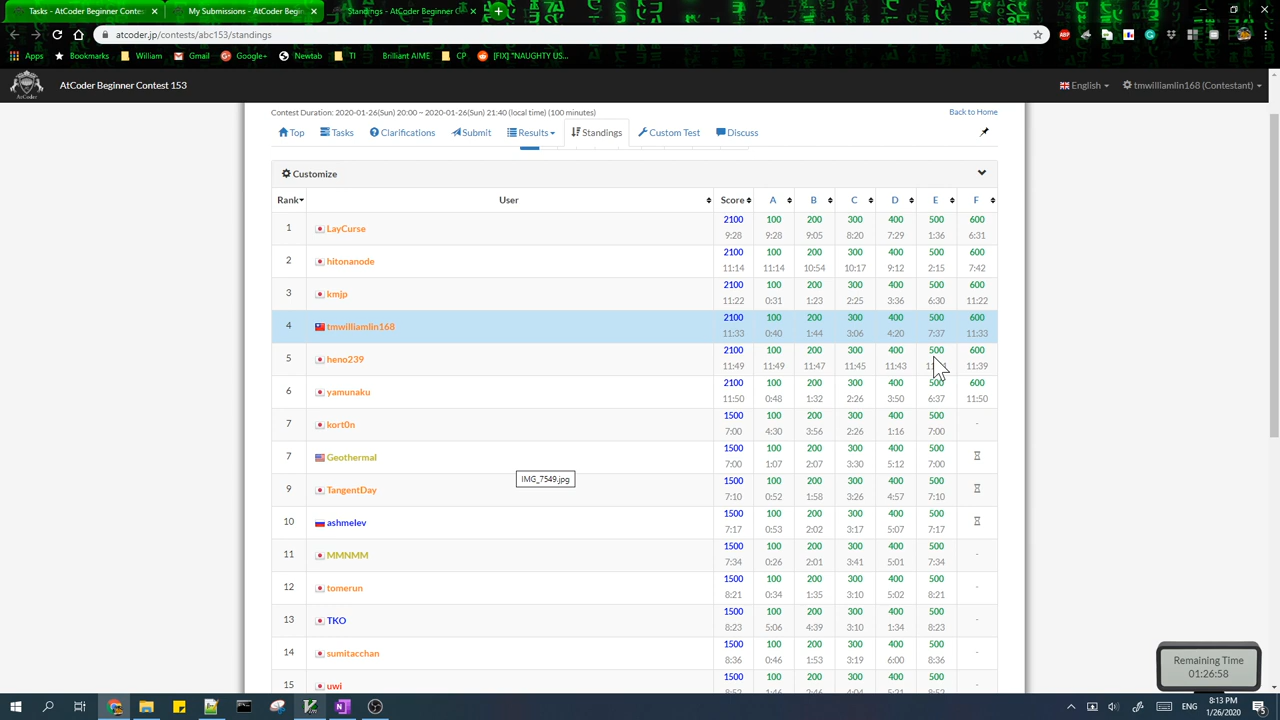 Tasks - AtCoder Beginner Contest
My Submissions - AtCoder Begin
Standings - AtCoder Beginner Co
atcoder.jp/contests/abc153/standings
Apps Bookmarks William Gmail Google+ Newtab TI Brilliant AIME CP [FIX] "NAUGHTY US...
AtCoder Beginner Contest 153 English tmwilliamlin168 (Contestant)
Contest Duration: 2020-01-26(Sun) 20:00 ~ 2020-01-26(Sun) 21:40 (local time) (100 minutes) Back to Home
Top Tasks Clarifications Submit Results Standings Custom Test Discuss
Customize
Rank User Score A B C D E F
1 LayCurse 2100 100 200 300 400 500 600
9:28 9:28 9:05 8:20 7:29 1:36 6:31
2 hitonanode 2100 100 200 300 400 500 600
11:14 11:14 10:54 10:17 9:12 2:15 7:42
3 kmjp 2100 100 200 300 400 500 600
11:22 0:31 1:23 2:25 3:36 6:30 11:22
4 tmwilliamlin168 2100 100 200 300 400 500 600
11:33 0:40 1:44 3:06 4:20 7:37 11:33
5 heno239 2100 100 200 300 400 500 600
11:49 11:49 11:47 11:45 11:43 11:39
6 yamunaku 2100 100 200 300 400 500 600
11:50 0:48 1:32 2:26 3:50 6:37 11:50
7 kort0n 1500 100 200 300 400 500 -
7:00 4:30 3:56 2:26 1:16 7:00
7 Geothermal 1500 100 200 300 400 500
7:00 1:07 2:07 3:30 5:12 7:00
IMG_7549.jpg
9 TangentDay 1500 100 200 300 400 500
7:10 0:52 1:58 3:26 4:57 7:10
10 ashmelev 1500 100 200 300 400 500
7:17 0:53 2:02 3:17 5:07 7:17
11 MMNMM 1500 100 200 300 400 500 -
7:34 0:26 2:01 3:41 5:01 7:34
12 tomerun 1500 100 200 300 400 500 -
8:21 0:34 1:35 3:10 5:02 8:21
13 TKO 1500 100 200 300 400 500 -
8:23 5:06 4:39 3:10 1:34 8:23
14 sumitacchan 1500 100 200 300 400 500 -
8:36 0:46 1:53 3:19 6:00 8:36
15 uwi 1500 100 200 300 400 500
Remaining Time
01:26:58
ENG 8:13 PM
1/26/2020